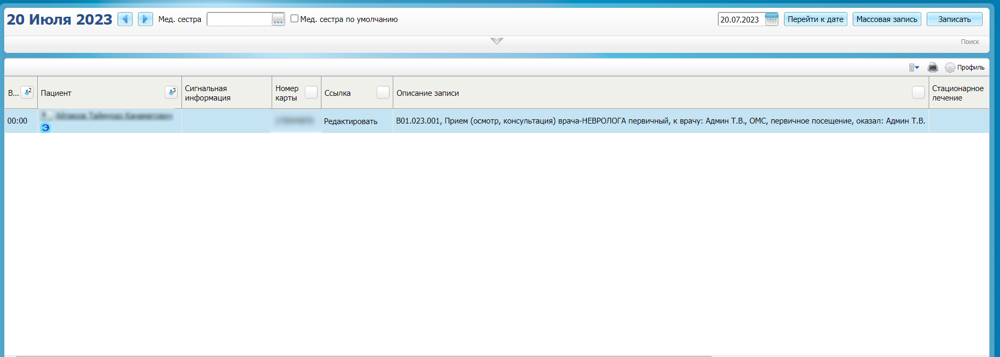 20 Июля 2023 Мед. сестра ... Мед. сестра по умолчанию 20.07.2023 Перейти к дате Массовая запись Записать
Поиск
Профиль
В... 2 Пациент 3 Сигнальная информация Номер карты Ссылка Описание записи Стационарное лечение
00:00 Редактировать B01.023.001, Прием (осмотр, консультация) врача-НЕВРОЛОГА первичный, к врачу: Админ Т.В., ОМС, первичное посещение, оказал: Админ Т.В.
Э